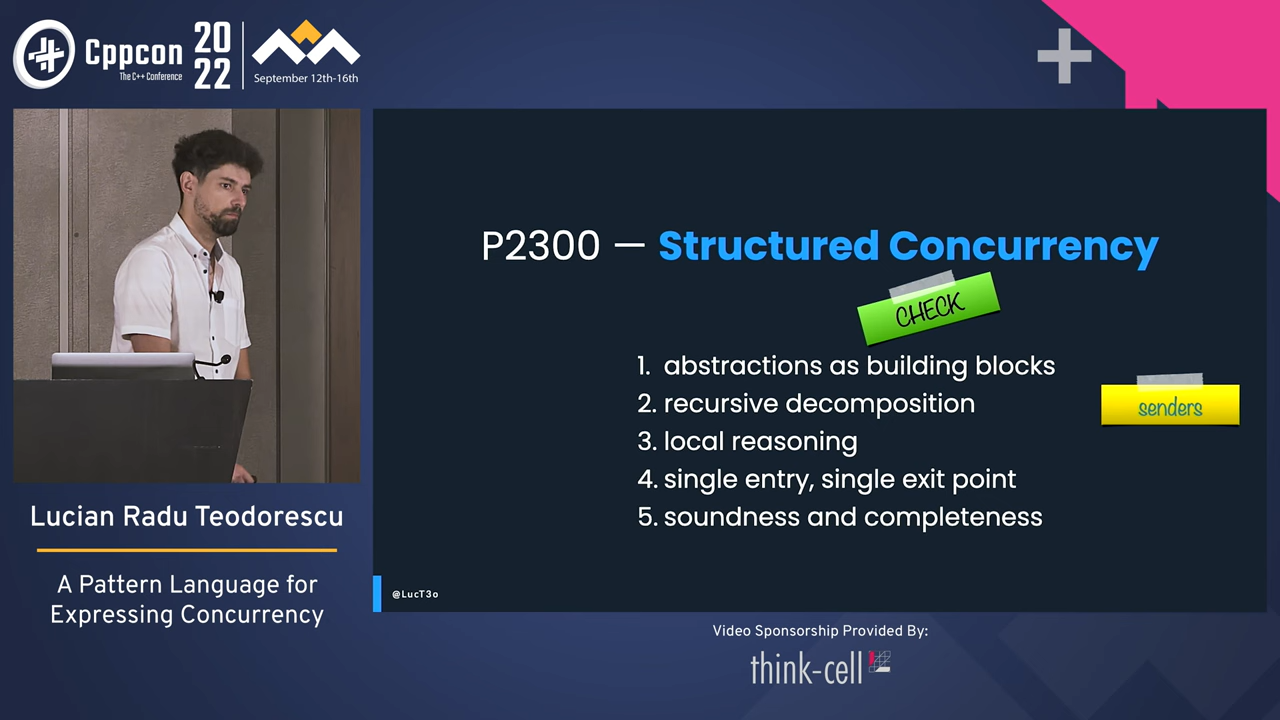 Cppcon
The C++ Conference
20
22
September 12th-16th
P2300 — Structured Concurrency
CHECK
1. abstractions as building blocks
2. recursive decomposition
3. local reasoning
4. single entry, single exit point
5. soundness and completeness
senders
@LucT3o
Lucian Radu Teodorescu
A Pattern Language for
Expressing Concurrency
Video Sponsorship Provided By:
think-cell